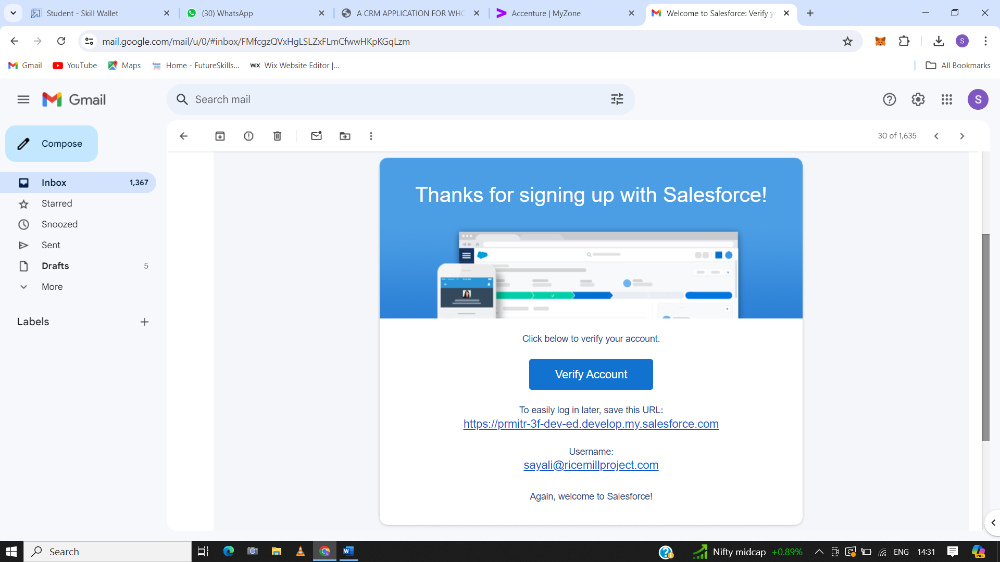 Student - Skill Wallet
(30) WhatsApp
A CRM APPLICATION FOR WHO
Accenture | MyZone
Welcome to Salesforce: Verify y
mail.google.com/mail/u/0/#inbox/FMfcgzQVxHgLSLZxFLmCfwwHKpKGqLzm
S
Gmail
YouTube
Maps
Home - FutureSkills...
WIX Wix Website Editor |...
All Bookmarks
Gmail
Search mail
S
Compose
30 of 1,635
Inbox 1,367
Starred
Snoozed
Sent
Drafts 5
More
Labels
Thanks for signing up with Salesforce!
Click below to verify your account.
Verify Account
To easily log in later, save this URL:
https://prmitr-3f-dev-ed.develop.my.salesforce.com
Username:
sayali@ricemillproject.com
Again, welcome to Salesforce!
Search
Nifty midcap +0.89%
ENG
14:31
PRE